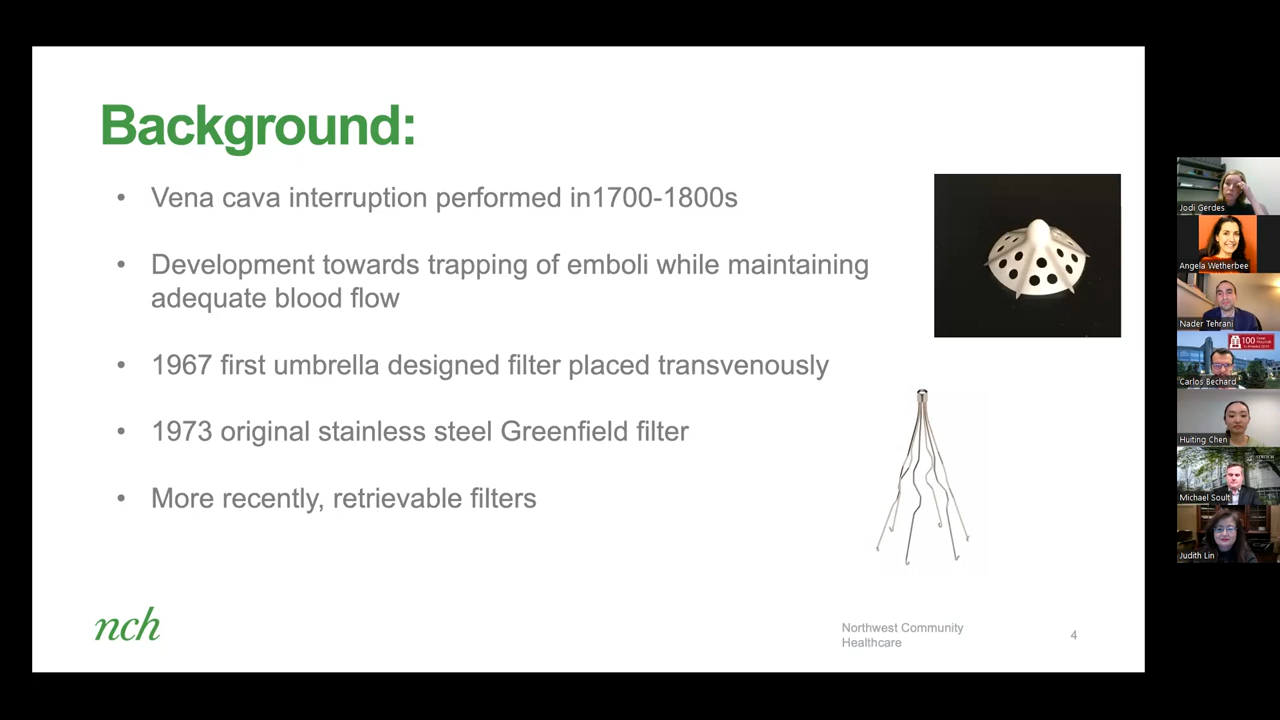 Background:
• Vena cava interruption performed in1700-1800s
• Development towards trapping of emboli while maintaining
adequate blood flow
• 1967 first umbrella designed filter placed transvenously
• 1973 original stainless steel Greenfield filter
• More recently, retrievable filters
nch
Northwest Community
Healthcare
4
Jodi Gerdes
Angela Wetherbee
Nader Tehrani
100
Carlos Bechard
Huiting Chen
Michael Soult
Judith Lin